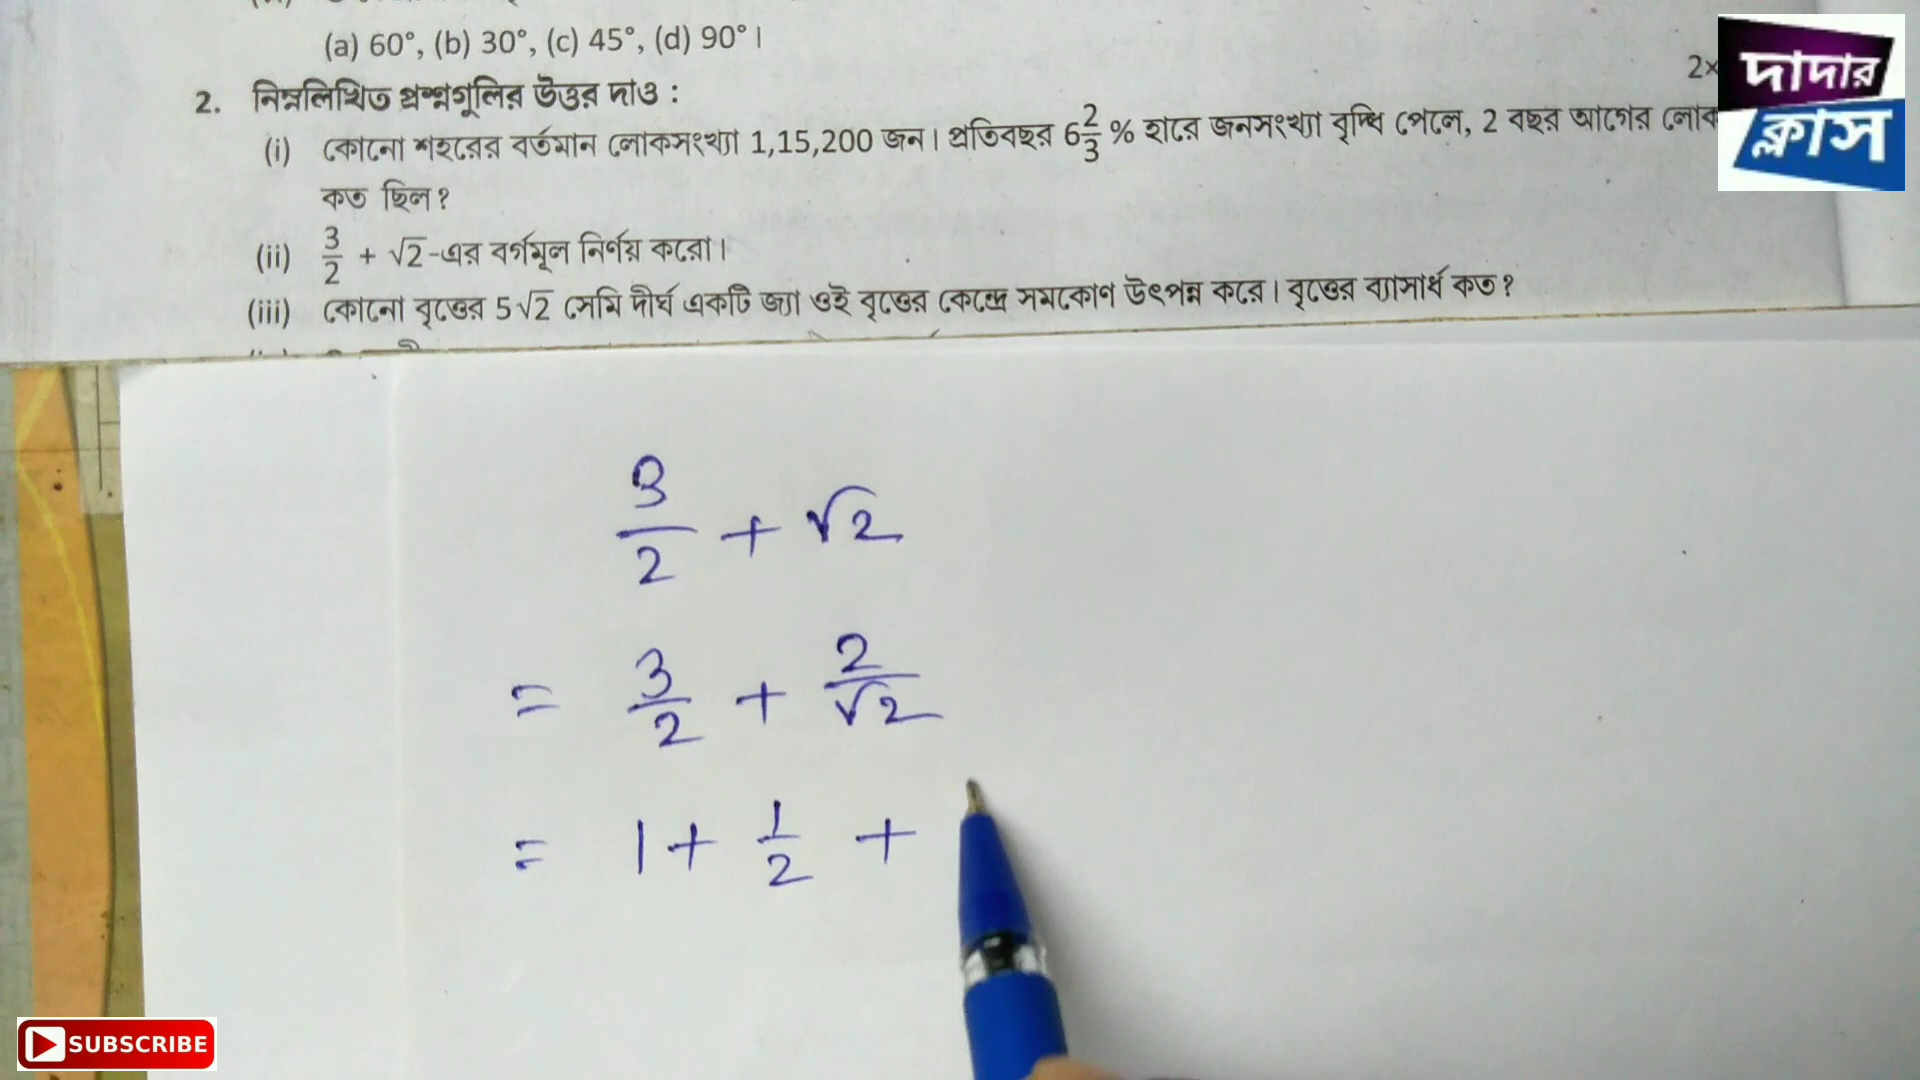 (a) 60°, (b) 30°, (c) 45°, (d) 90°।
2. নিম্নলিখিত প্রশ্নগুলির উত্তর দাও : 2×
(i) কোনো শহরের বর্তমান লোকসংখ্যা 1,15,200 জন। প্রতিবছর 6 2/3 % হারে জনসংখ্যা বৃদ্ধি পেলে, 2 বছর আগের লোক
কত ছিল?
(ii) 3/2 + √2-এর বর্গমূল নির্ণয় করো।
(iii) কোনো বৃত্তের 5√2 সেমি দীর্ঘ একটি জ্যা ওই বৃত্তের কেন্দ্রে সমকোণ উৎপন্ন করে। বৃত্তের ব্যাসার্ধ কত?
দাদার
ক্লাস
3/2 + √2
= 3/2 + 2/√2
= 1 + 1/2 +
SUBSCRIBE